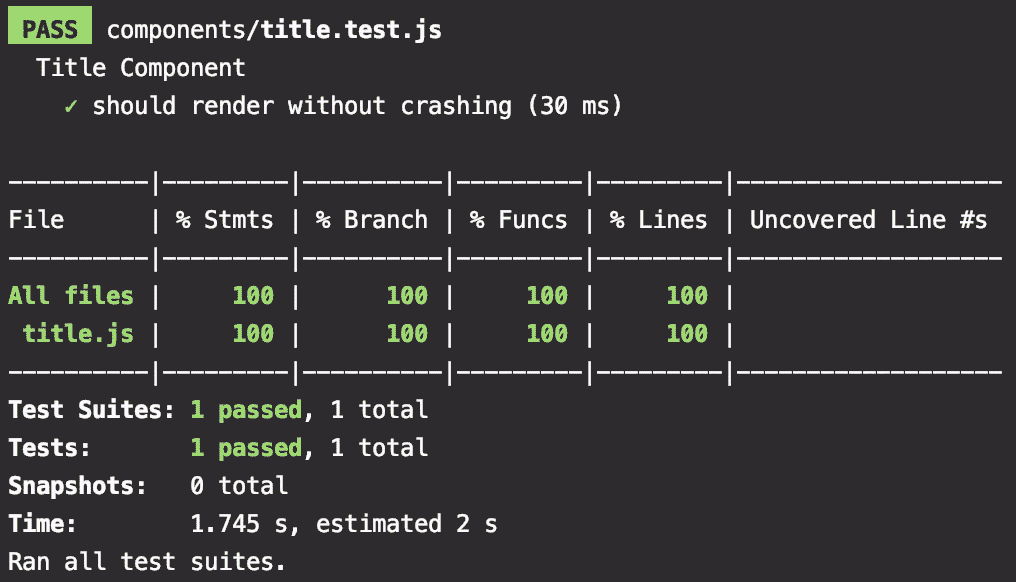 PASS components/title.test.js
Title Component
✓ should render without crashing (30 ms)
----------|---------|----------|---------|---------|-------------------
File      | % Stmts | % Branch | % Funcs | % Lines | Uncovered Line #s
----------|---------|----------|---------|---------|-------------------
All files |     100 |      100 |     100 |     100 |
 title.js |     100 |      100 |     100 |     100 |
----------|---------|----------|---------|---------|-------------------
Test Suites: 1 passed, 1 total
Tests:       1 passed, 1 total
Snapshots:   0 total
Time:        1.745 s, estimated 2 s
Ran all test suites.